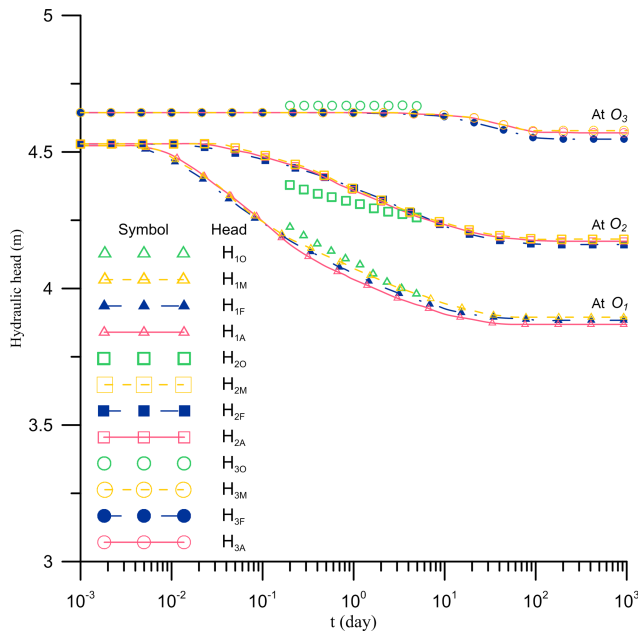 5
4.5
4
3.5
3
Hydraulic head (m)
At O3
At O2
At O1
Symbol Head
H1O
H1M
H1F
H1A
H2O
H2M
H2F
H2A
H3O
H3M
H3F
H3A
10-3 10-2 10-1 100 101 102 103
t (day)